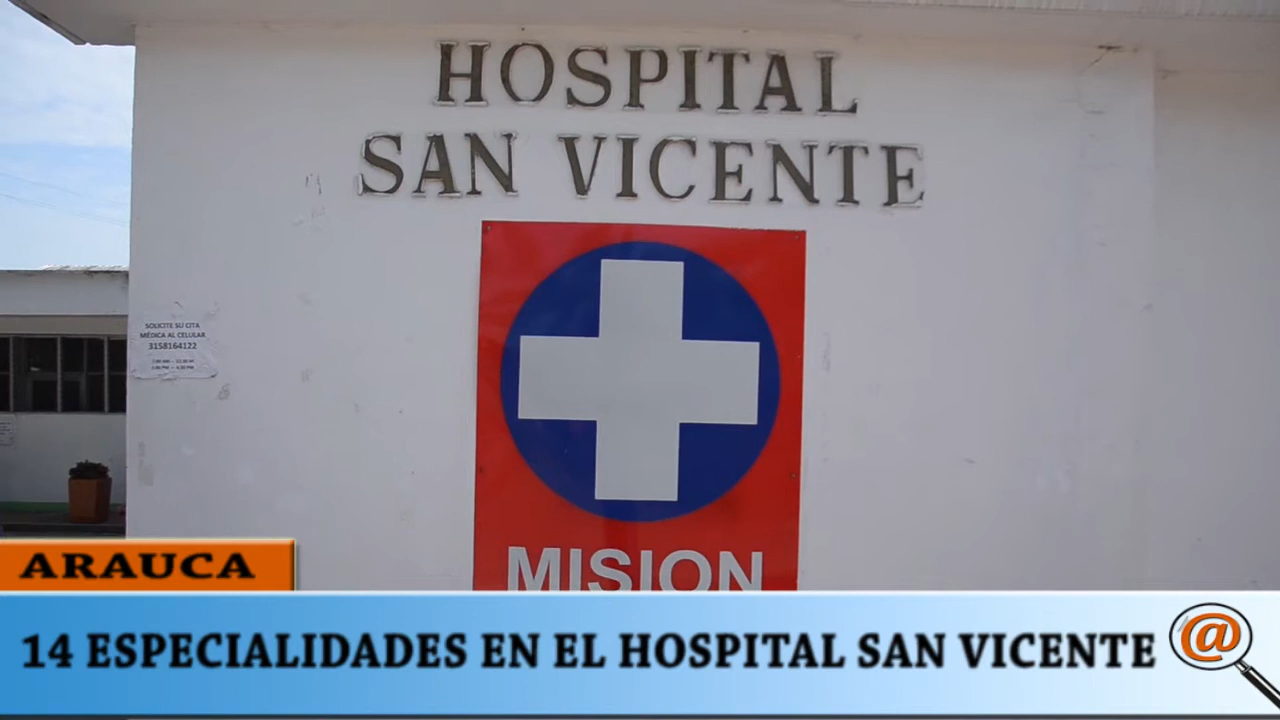 HOSPITAL
SAN VICENTE
SOLICITE SU CITA
MÉDICA AL CELULAR
3158164122
MISION
ARAUCA
14 ESPECIALIDADES EN EL HOSPITAL SAN VICENTE
@